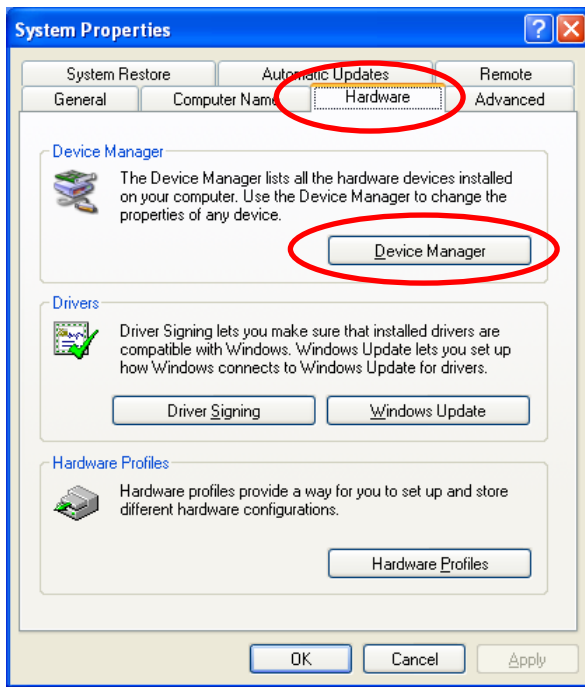 System Properties
System Restore Automatic Updates Remote
General Computer Name Hardware Advanced
Device Manager
The Device Manager lists all the hardware devices installed
on your computer. Use the Device Manager to change the
properties of any device.
Device Manager
Drivers
Driver Signing lets you make sure that installed drivers are
compatible with Windows. Windows Update lets you set up
how Windows connects to Windows Update for drivers.
Driver Signing Windows Update
Hardware Profiles
Hardware profiles provide a way for you to set up and store
different hardware configurations.
Hardware Profiles
OK Cancel Apply